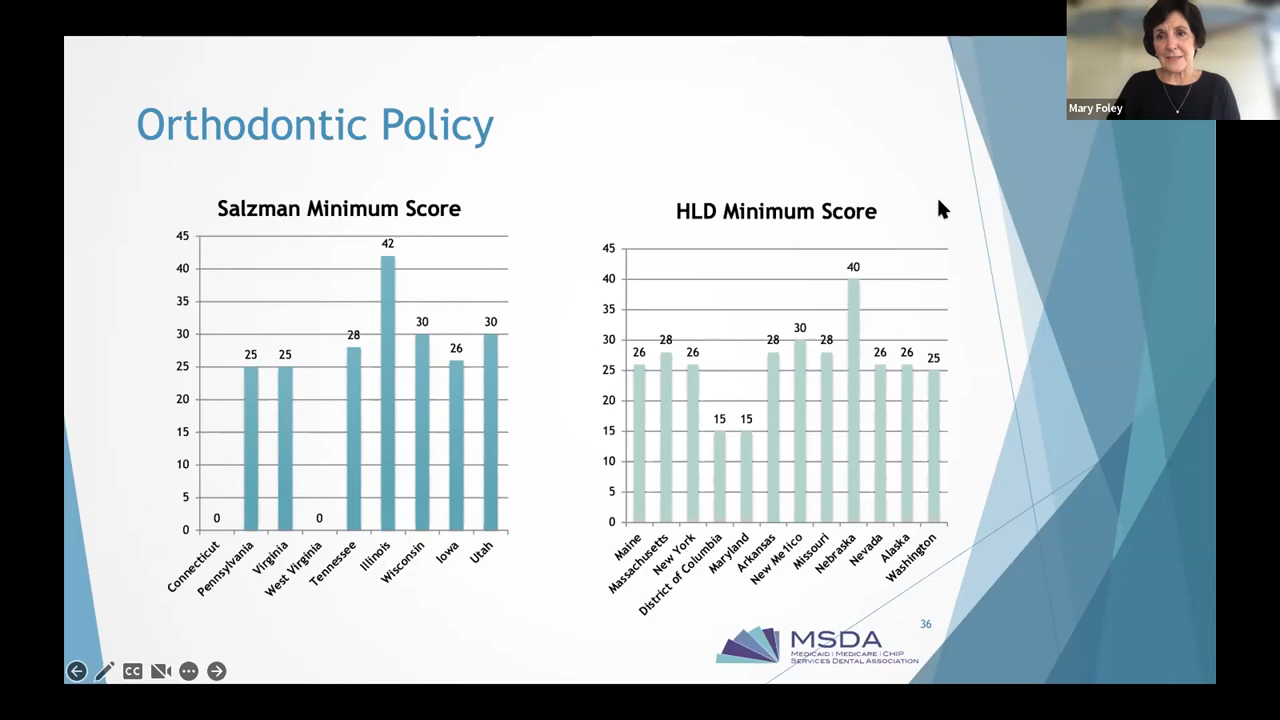 Mary Foley
Orthodontic Policy
Salzman Minimum Score
45
40
35
30
25
20
15
10
5
0
0
25
25
0
28
42
30
26
30
Connecticut
Pennsylvania
Virginia
West Virginia
Tennessee
Illinois
Wisconsin
Iowa
Utah
HLD Minimum Score
45
40
35
30
25
20
15
10
5
0
26
28
26
15
15
28
30
28
40
26
26
25
Maine
Massachusetts
New York
District of Columbia
Maryland
Arkansas
New Me1ico
Missouri
Nebraska
Nevada
Alaska
Washington
36
MSDA
MEDICAID | MEDICARE | CHIP
SERVICES DENTAL ASSOCIATION
CC